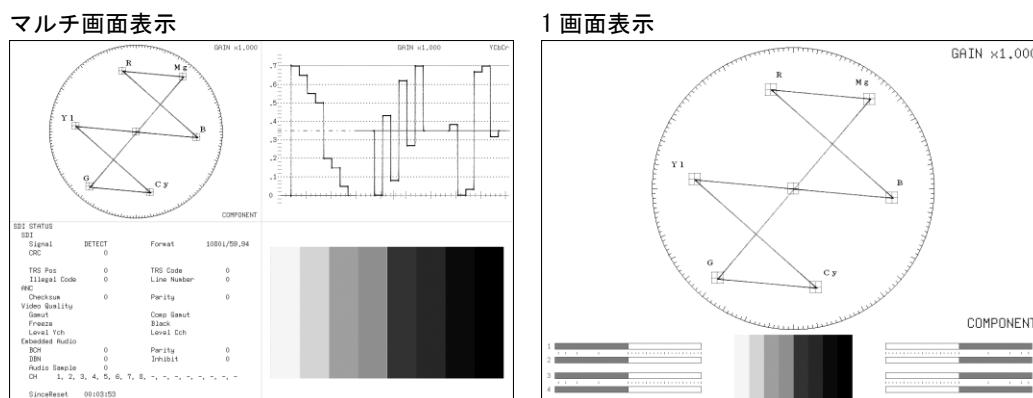 マルチ画面表示
GAIN x1.000
R
Mg
Yl
B
G
Cy
COMPONENT
GAIN x1.000 YCbCr
.7
.6
.5
.4
.3
.2
.1
0
SDI STATUS
SDI
Signal DETECT Format 1080i/59.94
CRC 0
TRS Pos 0 TRS Code 0
Illegal Code 0 Line Number 0
ANC
Checksum 0 Parity 0
Video Quality
Gamut Comp Gamut
Freeze Black
Level Ych Level Cch
Embedded Audio
BCH 0 Parity 0
DBN 0 Inhibit 0
Audio Sample 0
CH 1, 2, 3, 4, 5, 6, 7, 8, -, -, -, -, -, -, -, -
SinceReset 00:03:53
1画面表示
GAIN x1.000
R
Mg
Yl
B
G
Cy
COMPONENT
1
2
3
4